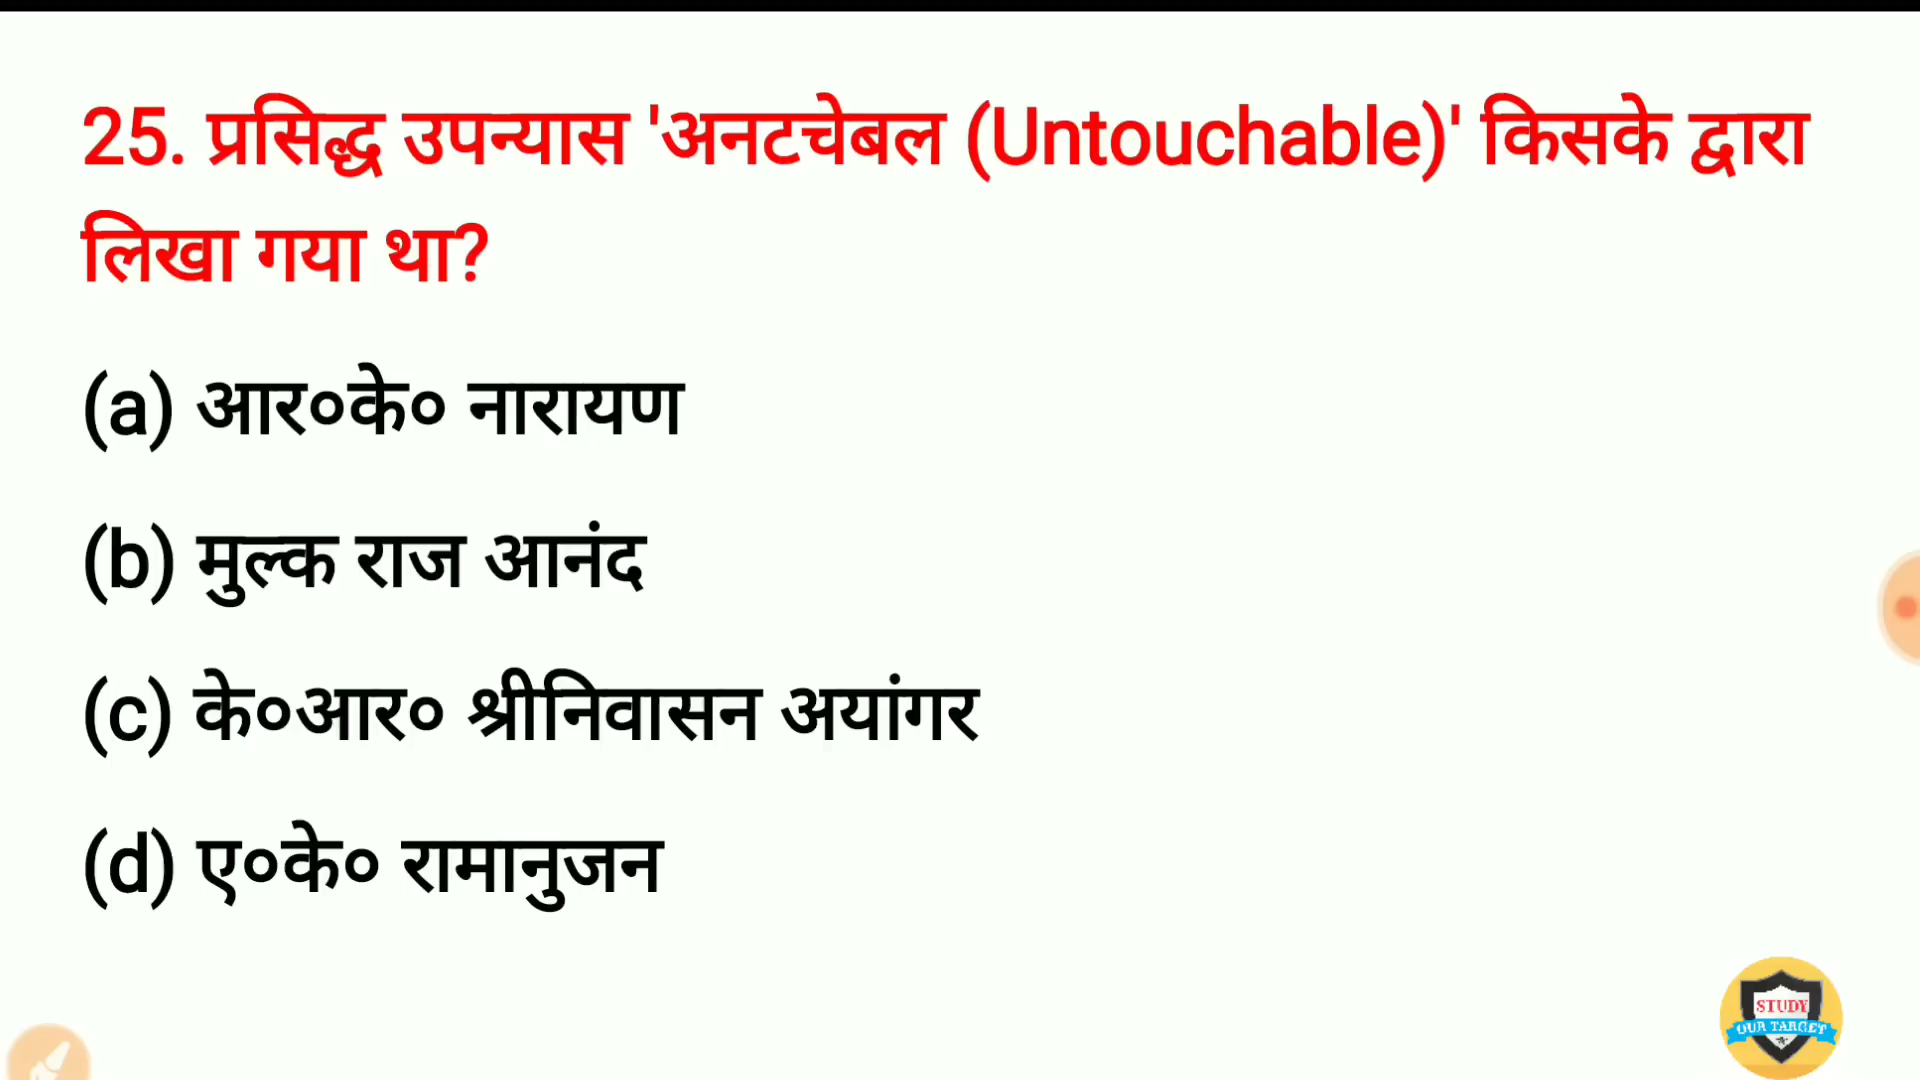 25. प्रसिद्ध उपन्यास 'अनटचेबल (Untouchable)' किसके द्वारा
लिखा गया था?
(a) आर०के० नारायण
(b) मुल्क राज आनंद
(c) के०आर० श्रीनिवासन अयांगर
(d) ए०के० रामानुजन
STUDY
OUR TARGET